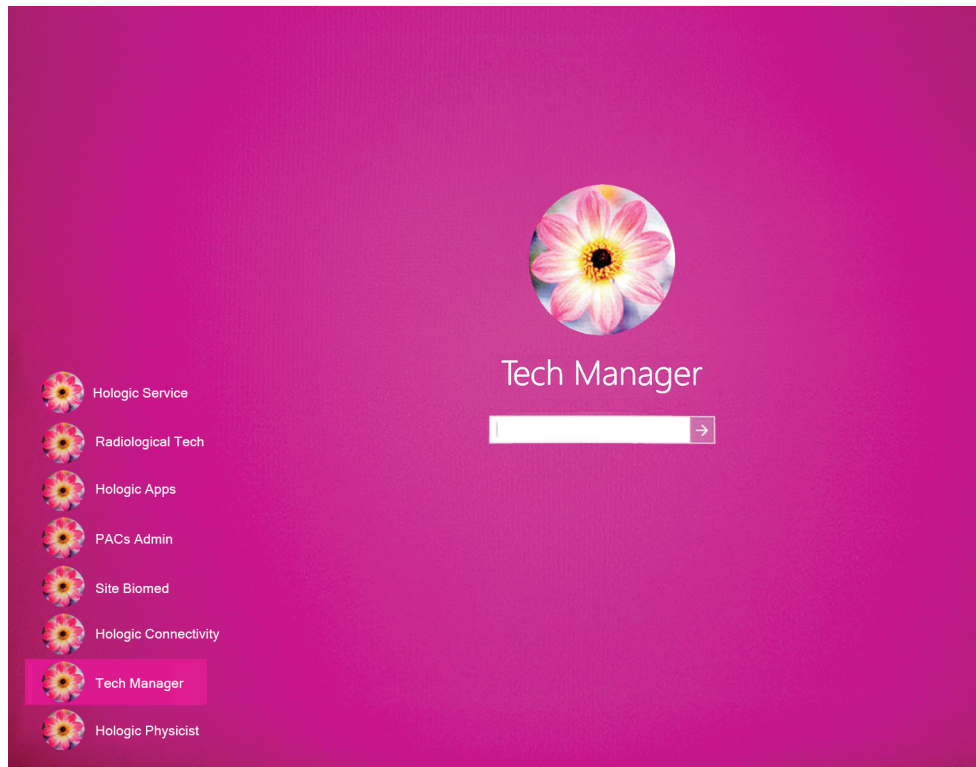 Tech Manager
Hologic Service
Radiological Tech
Hologic Apps
PACs Admin
Site Biomed
Hologic Connectivity
Tech Manager
Hologic Physicist